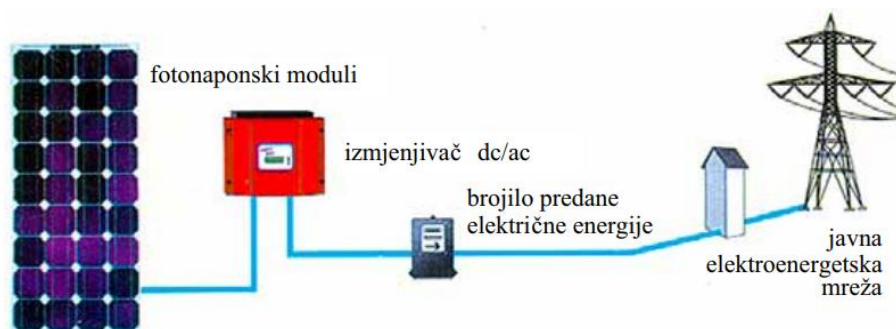 fotonaponski moduli
izmjenjivač dc/ac
brojilo predane
električne energije
javna
elektroenergetska
mreža